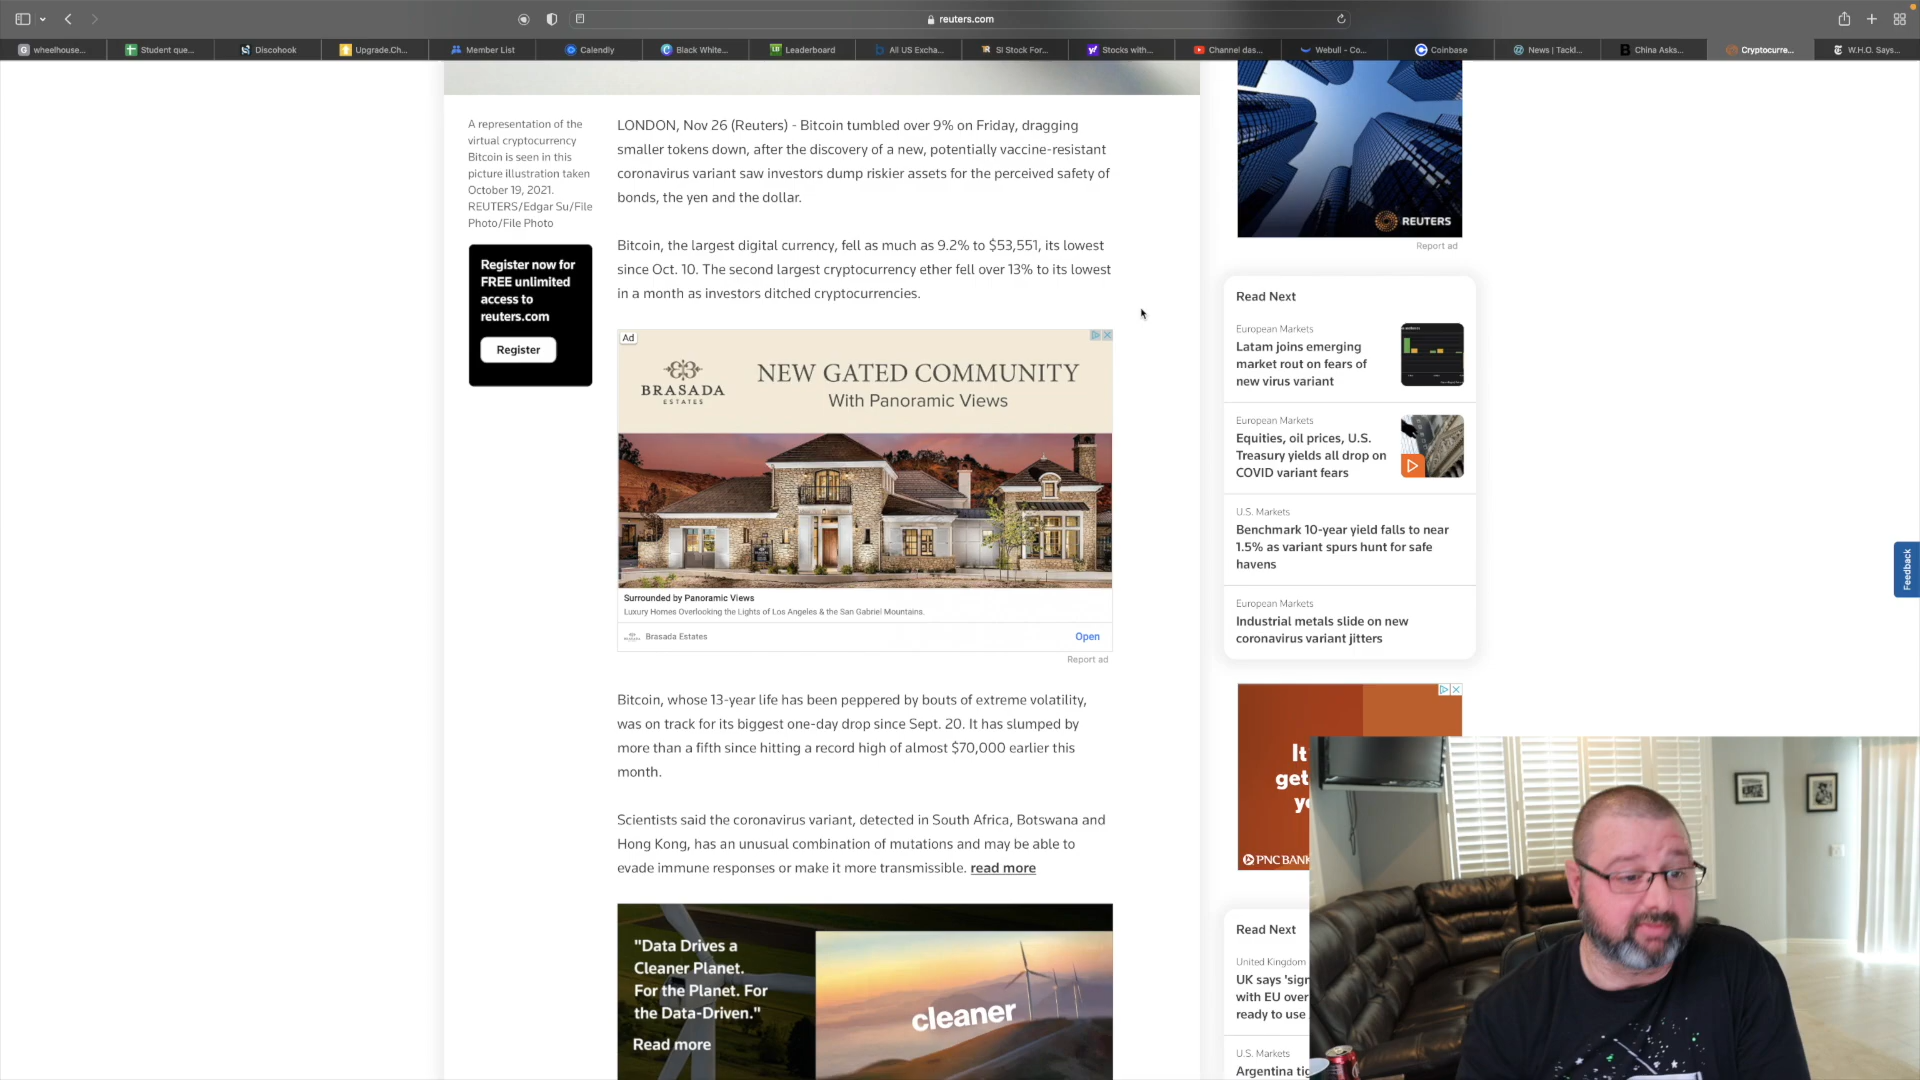 reuters.com
wheelhouse...
Student que...
Discohook
Upgrade.Ch...
Member List
Calendly
Black White...
Leaderboard
All US Excha...
SI Stock For...
Stocks with...
Channel das...
Webull - Co...
Coinbase
News | Tackl...
China Asks...
Cryptocurre...
W.H.O. Says...
A representation of the
virtual cryptocurrency
Bitcoin is seen in this
picture illustration taken
October 19, 2021.
REUTERS/Edgar Su/File
Photo/File Photo
Register now for
FREE unlimited
access to
reuters.com
Register
LONDON, Nov 26 (Reuters) - Bitcoin tumbled over 9% on Friday, dragging
smaller tokens down, after the discovery of a new, potentially vaccine-resistant
coronavirus variant saw investors dump riskier assets for the perceived safety of
bonds, the yen and the dollar.
Bitcoin, the largest digital currency, fell as much as 9.2% to $53,551, its lowest
since Oct. 10. The second largest cryptocurrency ether fell over 13% to its lowest
in a month as investors ditched cryptocurrencies.
Ad
BRASADA
ESTATES
NEW GATED COMMUNITY
With Panoramic Views
Surrounded by Panoramic Views
Luxury Homes Overlooking the Lights of Los Angeles & the San Gabriel Mountains.
Brasada Estates
Open
Report ad
Bitcoin, whose 13-year life has been peppered by bouts of extreme volatility,
was on track for its biggest one-day drop since Sept. 20. It has slumped by
more than a fifth since hitting a record high of almost $70,000 earlier this
month.
Scientists said the coronavirus variant, detected in South Africa, Botswana and
Hong Kong, has an unusual combination of mutations and may be able to
evade immune responses or make it more transmissible. read more
"Data Drives a
Cleaner Planet.
For the Planet. For
the Data-Driven."
Read more
cleaner
REUTERS
Report ad
Read Next
European Markets
Latam joins emerging
market rout on fears of
new virus variant
European Markets
Equities, oil prices, U.S.
Treasury yields all drop on
COVID variant fears
U.S. Markets
Benchmark 10-year yield falls to near
1.5% as variant spurs hunt for safe
havens
European Markets
Industrial metals slide on new
coronavirus variant jitters
It
get
PNC BANK
Read Next
United Kingdom
UK says 'sign
with EU over
ready to use
U.S. Markets
Argentina tig
Feedback